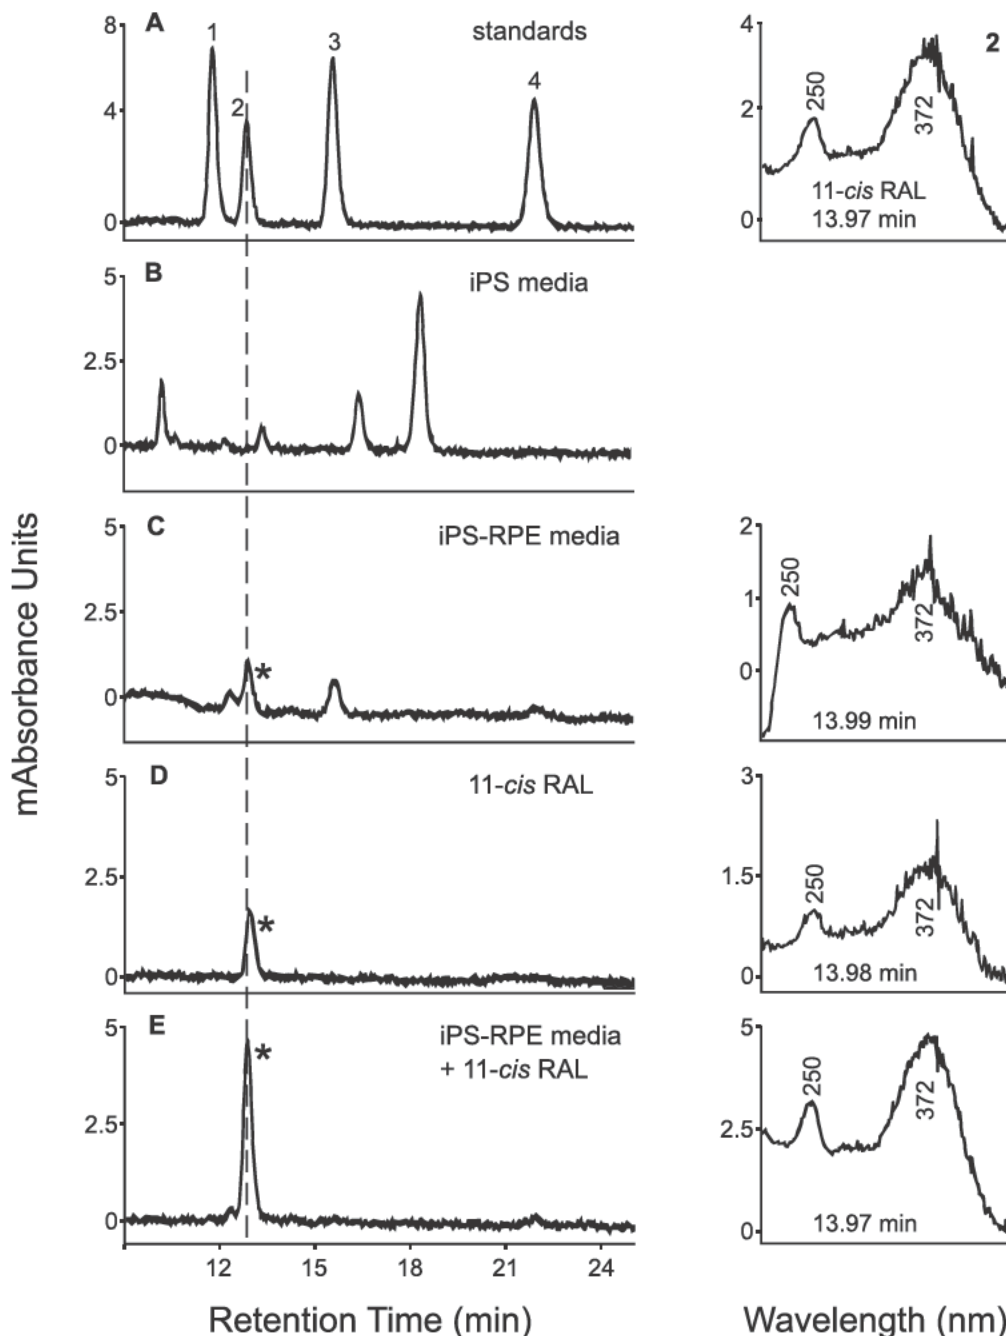 A
standards
1
2
3
4
8
4
0
4
2
0
250
372
2
11-cis RAL
13.97 min
B
iPS media
5
2.5
0
C
iPS-RPE media
5
2.5
0
*
2
1
0
250
372
13.99 min
D
11-cis RAL
5
2.5
0
*
3
1.5
0
250
372
13.98 min
E
iPS-RPE media
+ 11-cis RAL
5
2.5
0
*
5
2.5
0
250
372
13.97 min
12 15 18 21 24
mAbsorbance Units
Retention Time (min)
Wavelength (nm)